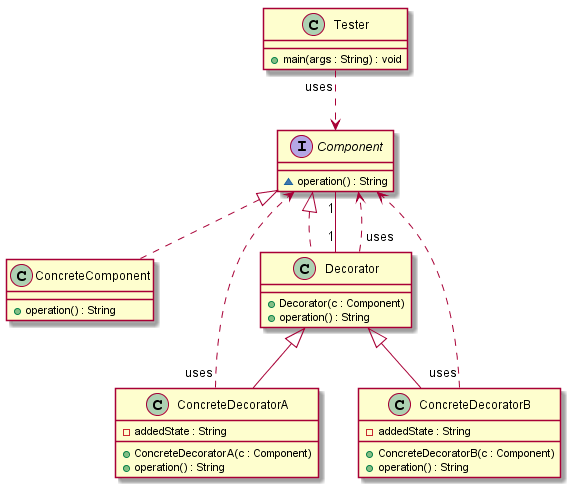 C Tester
main(args : String) : void
uses
I Component
operation() : String
1
1
uses
C ConcreteComponent
operation() : String
C Decorator
Decorator(c : Component)
operation() : String
uses
uses
C ConcreteDecoratorA
addedState : String
ConcreteDecoratorA(c : Component)
operation() : String
C ConcreteDecoratorB
addedState : String
ConcreteDecoratorB(c : Component)
operation() : String